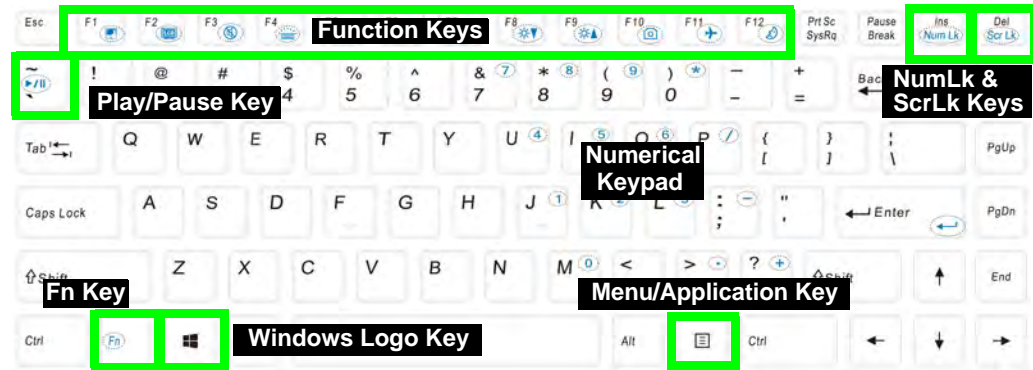 Esc F1 F2 F3 F4 Function Keys F8 F9 F10 F11 F12 Prt Sc SysRq Pause Break Ins Num Lk Del Scr Lk
~ ` ! @ # $ 4 % 5 ^ 6 & 7 7 * 8 8 ( 9 9 ) 0 * _ - + = Bac
Play/Pause Key
NumLk &
ScrLk Keys
Tab Q W E R T Y U 4 I 5 O 6 P / { [ } ] ¦ \ PgUp
Numerical
Keypad
Caps Lock A S D F G H J 1 K 2 L 3 : ; - " ' Enter PgDn
Shift Z X C V B N M 0 < > . ? + Shift End
Fn Key
Menu/Application Key
Ctrl Fn Windows Logo Key Alt Ctrl